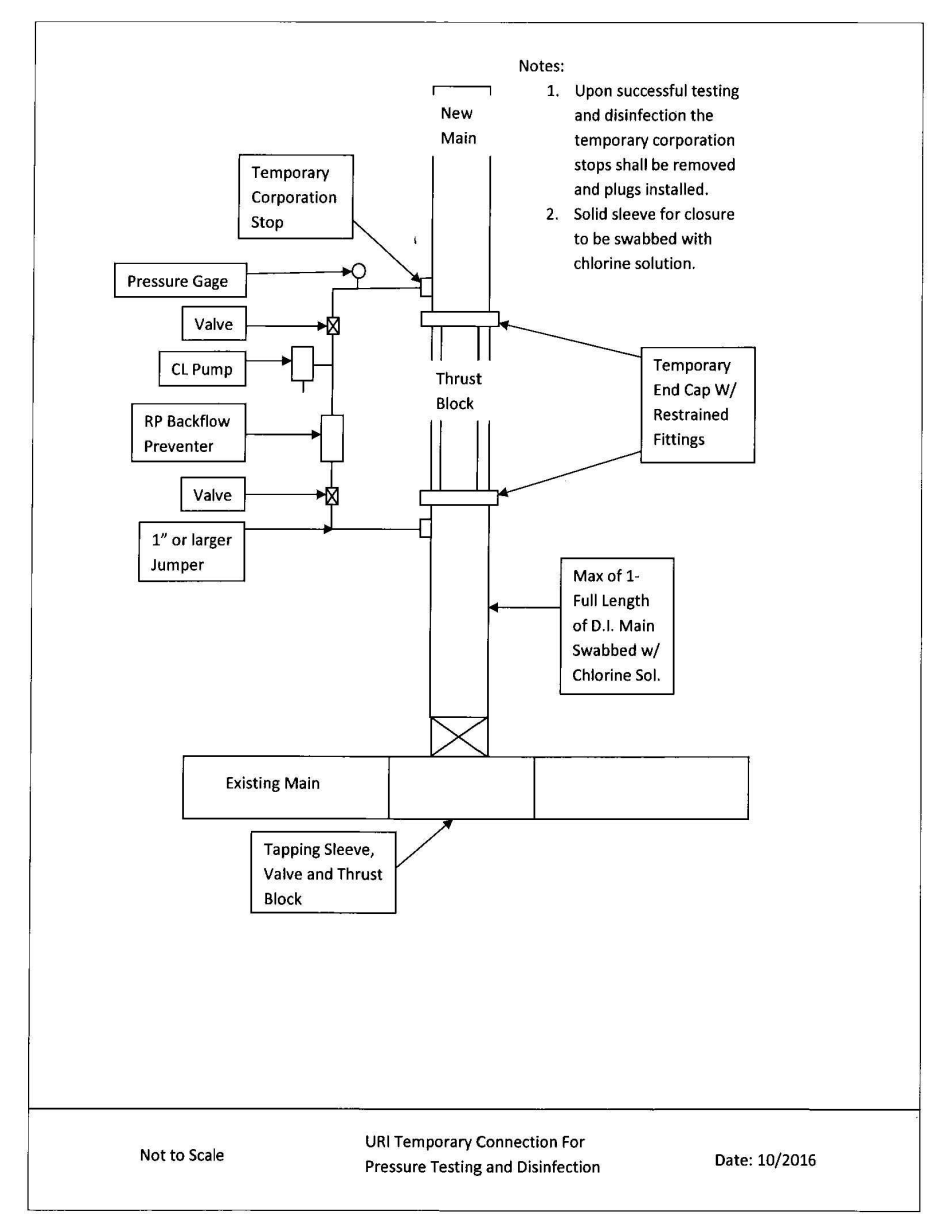 Notes:
1. Upon successful testing
and disinfection the
temporary corporation
stops shall be removed
and plugs installed.
2. Solid sleeve for closure
to be swabbed with
chlorine solution.
New
Main
Temporary
Corporation
Stop
Pressure Gage
Valve
CL Pump
RP Backflow
Preventer
Valve
1" or larger
Jumper
Thrust
Block
Temporary
End Cap W/
Restrained
Fittings
Max of 1-
Full Length
of D.I. Main
Swabbed w/
Chlorine Sol.
Existing Main
Tapping Sleeve,
Valve and Thrust
Block
Not to Scale
URI Temporary Connection For
Pressure Testing and Disinfection
Date: 10/2016